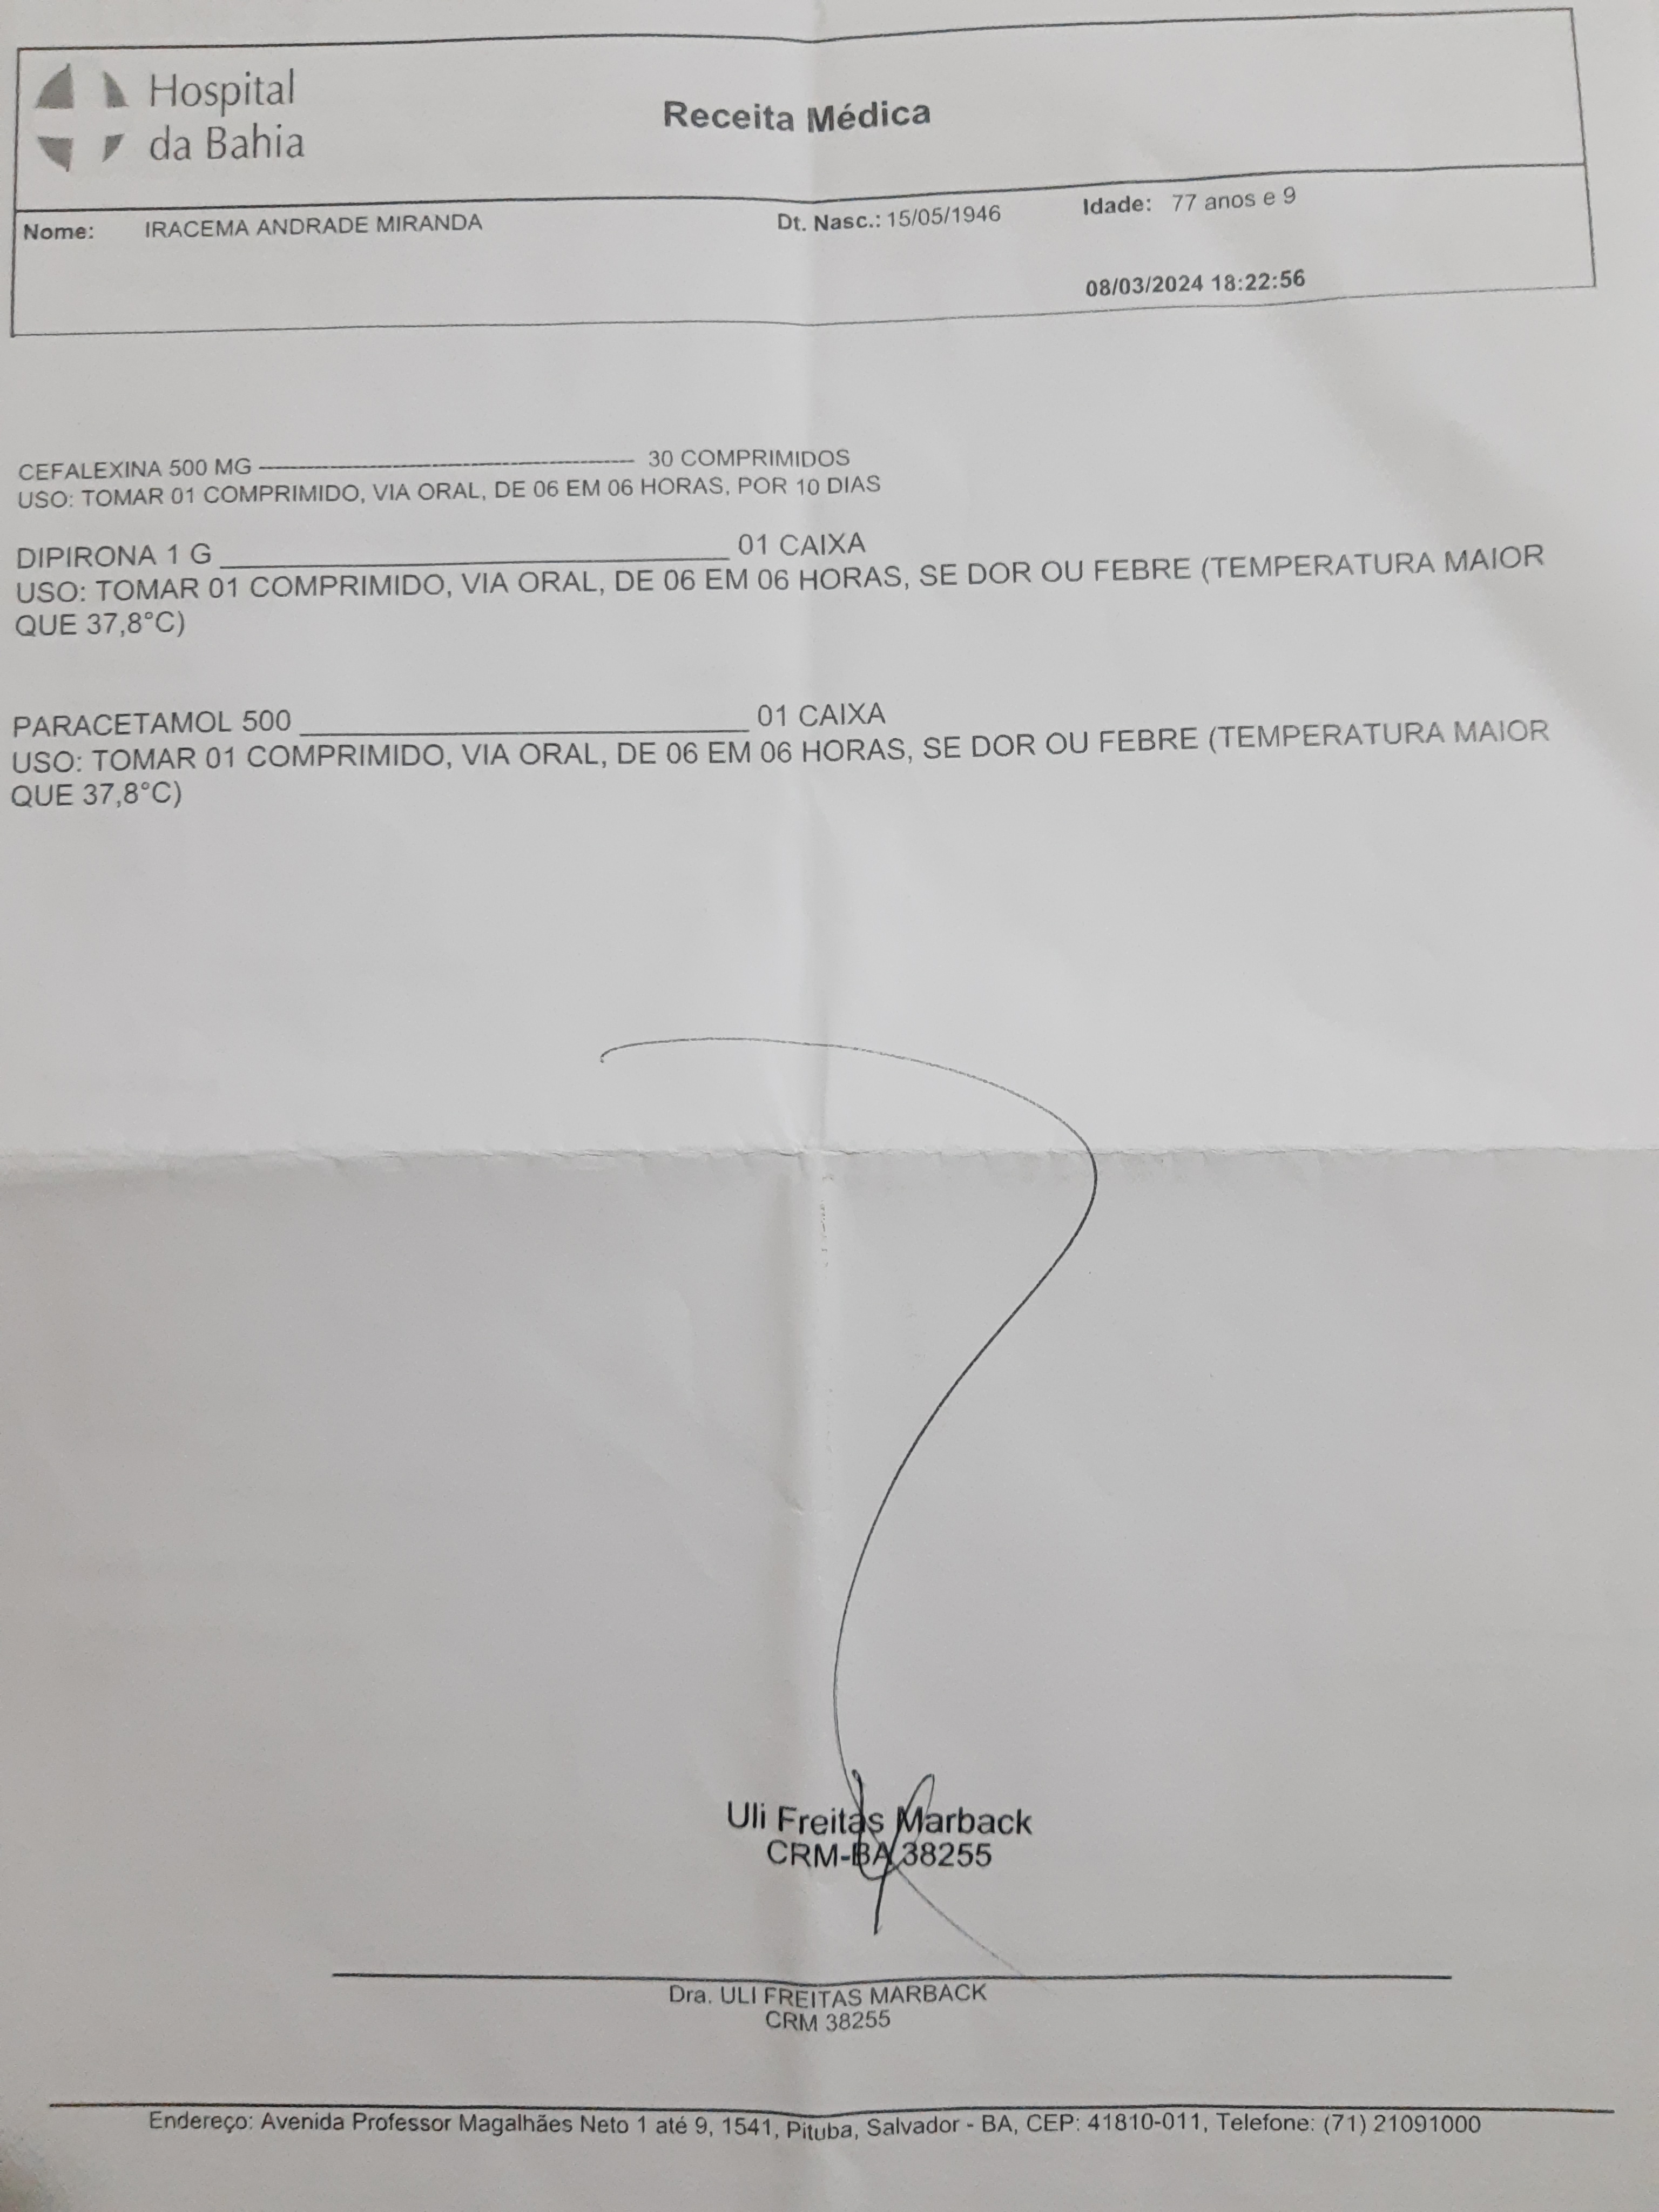 Hospital
da Bahia
Receita Médica
Nome: IRACEMA ANDRADE MIRANDA Dt. Nasc.: 15/05/1946 Idade: 77 anos e 9
08/03/2024 18:22:56
CEFALEXINA 500 MG ---------------------------------------- 30 COMPRIMIDOS
USO: TOMAR 01 COMPRIMIDO, VIA ORAL, DE 06 EM 06 HORAS, POR 10 DIAS
DIPIRONA 1 G ________________________________ 01 CAIXA
USO: TOMAR 01 COMPRIMIDO, VIA ORAL, DE 06 EM 06 HORAS, SE DOR OU FEBRE (TEMPERATURA MAIOR
QUE 37,8°C)
PARACETAMOL 500 ____________________________ 01 CAIXA
USO: TOMAR 01 COMPRIMIDO, VIA ORAL, DE 06 EM 06 HORAS, SE DOR OU FEBRE (TEMPERATURA MAIOR
QUE 37,8°C)
Uli Freitas Marback
CRM-BA 38255
Dra. ULI FREITAS MARBACK
CRM 38255
Endereço: Avenida Professor Magalhães Neto 1 até 9, 1541, Pituba, Salvador - BA, CEP: 41810-011, Telefone: (71) 21091000